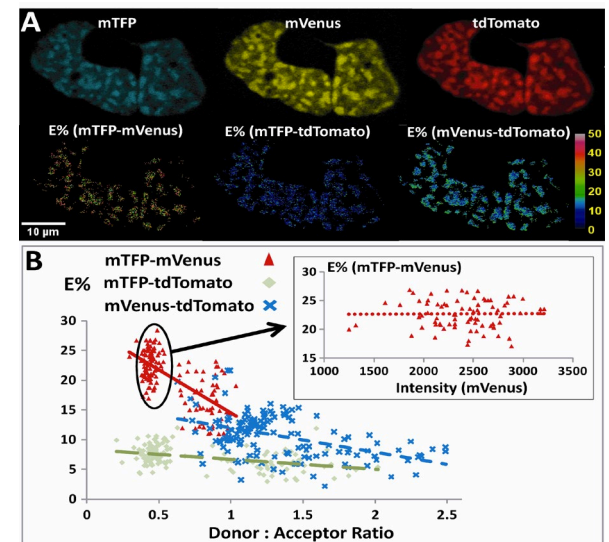 A
mTFP mVenus tdTomato
E% (mTFP-mVenus) E% (mTFP-tdTomato) E% (mVenus-tdTomato)
50
40
30
20
10
0
10 μm
B
mTFP-mVenus
E% mTFP-tdTomato
mVenus-tdTomato
E% (mTFP-mVenus)
30
25
20
15
1000 1500 2000 2500 3000 3500
Intensity (mVenus)
30
25
20
15
10
5
0
0 0.5 1 1.5 2 2.5
Donor : Acceptor Ratio